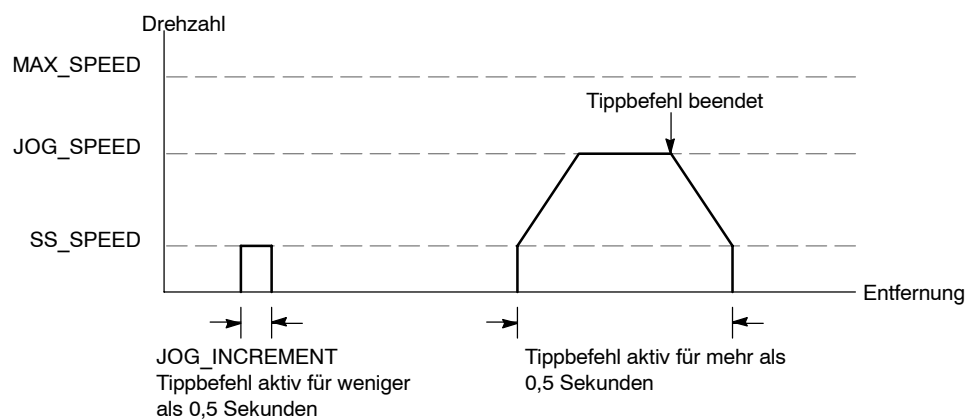 Drehzahl
MAX_SPEED
Tippbefehl beendet
JOG_SPEED
SS_SPEED
Entfernung
JOG_INCREMENT
Tippbefehl aktiv für weniger
als 0,5 Sekunden
Tippbefehl aktiv für mehr als
0,5 Sekunden